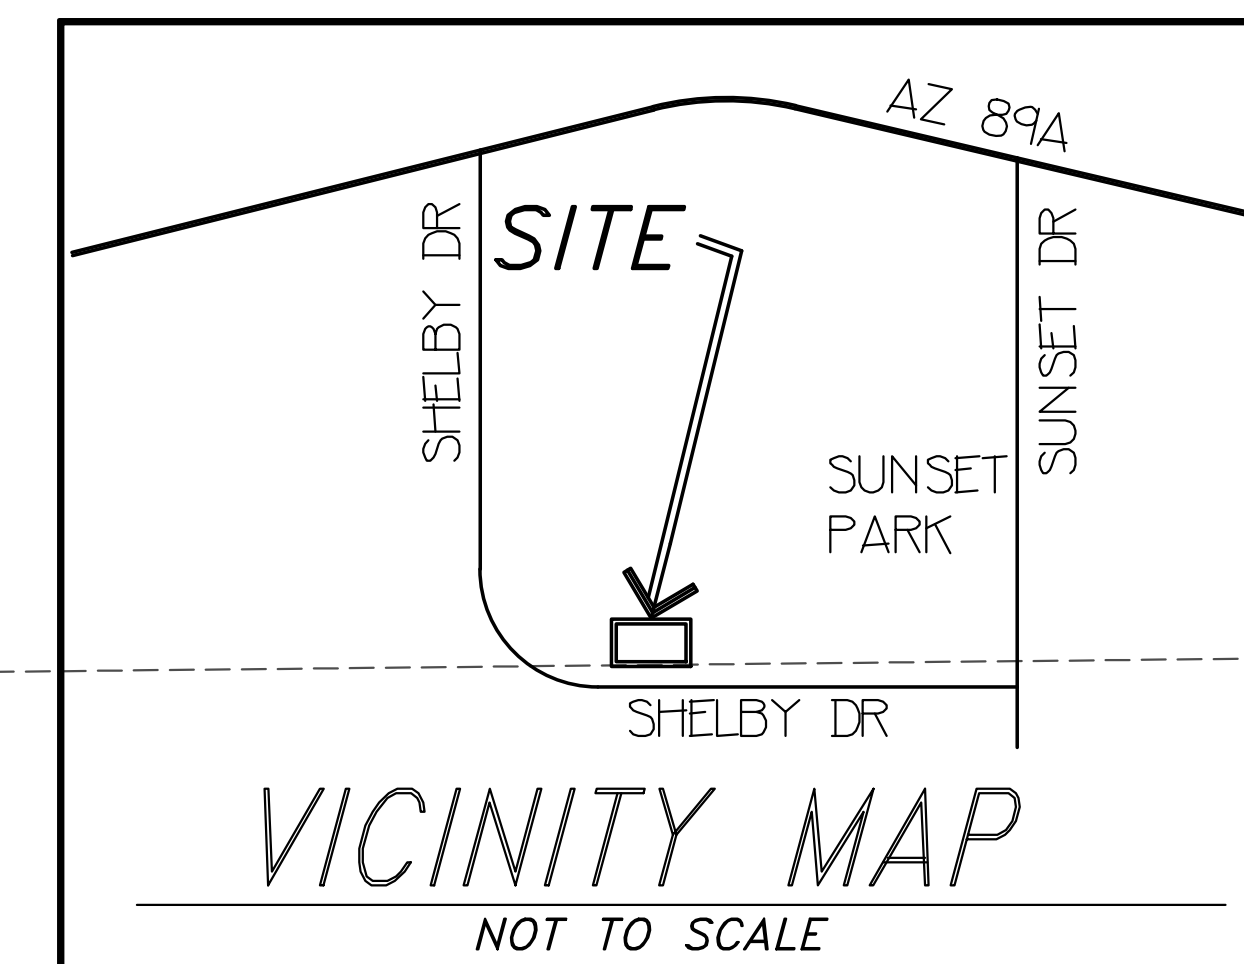 AZ 89A
SITE
SHELBY DR
SUNSET DR
SUNSET
PARK
SHELBY DR
VICINITY MAP
NOT TO SCALE